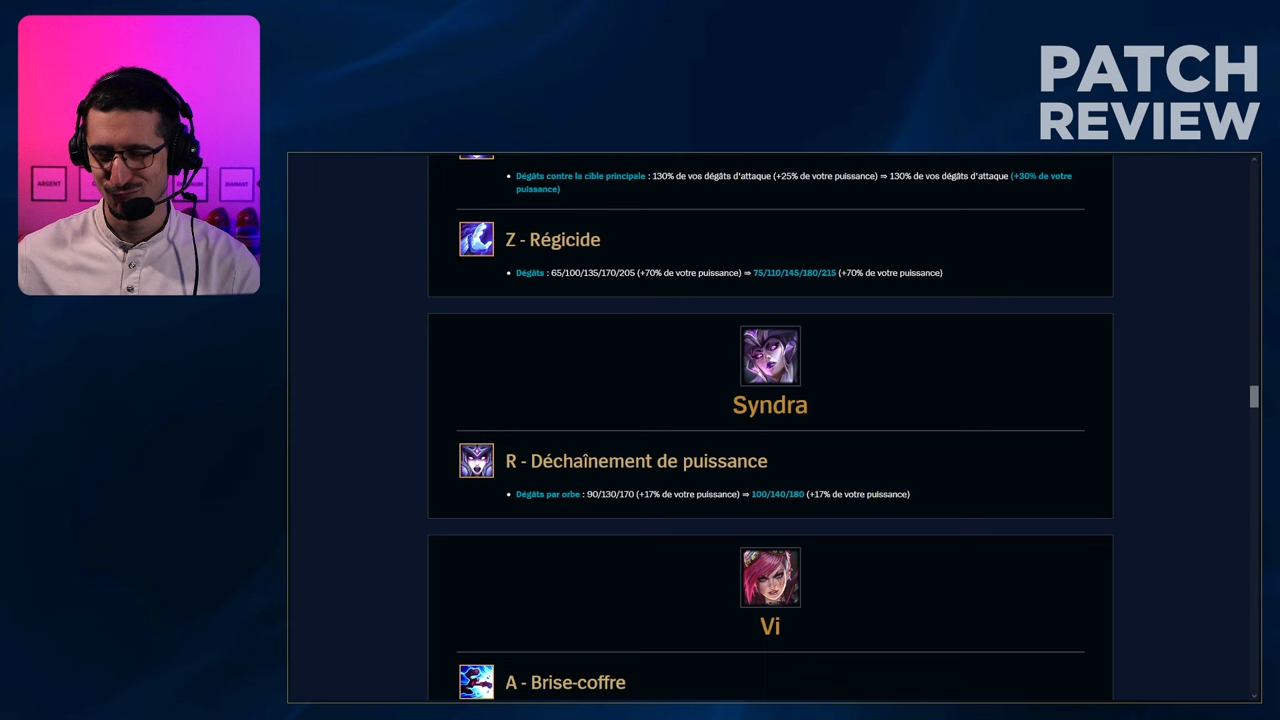 PATCH
REVIEW
ARGENT
DIAMANT
• Dégâts contre la cible principale : 130% de vos dégâts d'attaque (+25% de votre puissance) ⇒ 130% de vos dégâts d'attaque (+30% de votre
puissance)
Z - Régicide
• Dégâts : 65/100/135/170/205 (+70% de votre puissance) ⇒ 75/110/145/180/215 (+70% de votre puissance)
Syndra
R - Déchaînement de puissance
• Dégâts par orbe : 90/130/170 (+17% de votre puissance) ⇒ 100/140/180 (+17% de votre puissance)
Vi
A - Brise-coffre